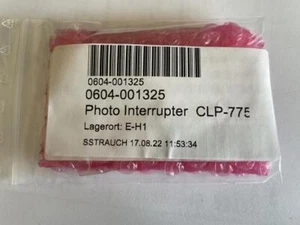 0604-001325
0604-001325
Photo Interrupter CLP-775
Lagerort: E-H1
SSTRAUCH 17.08.22 11:53:34